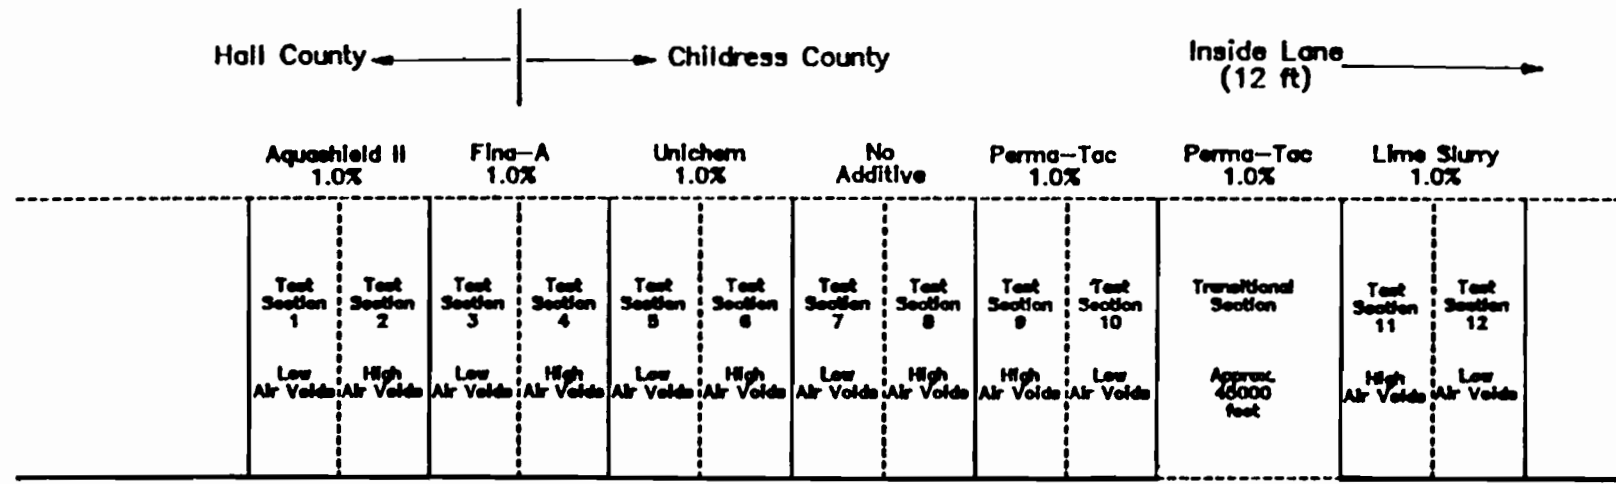 Hall County
Childress County
Inside Lane
(12 ft)
Aquashield II
1.0%
Fina-A
1.0%
Unichem
1.0%
No
Additive
Perma-Tac
1.0%
Perma-Tac
1.0%
Lime Slurry
1.0%
Test
Section
1
Low
Air Voids
Test
Section
2
High
Air Voids
Test
Section
3
Low
Air Voids
Test
Section
4
High
Air Voids
Test
Section
5
Low
Air Voids
Test
Section
6
High
Air Voids
Test
Section
7
Low
Air Voids
Test
Section
8
High
Air Voids
Test
Section
9
High
Air Voids
Test
Section
10
Low
Air Voids
Transitional
Section
Approx.
feet
Test
Section
11
High
Air Voids
Test
Section
12
Low
Air Voids